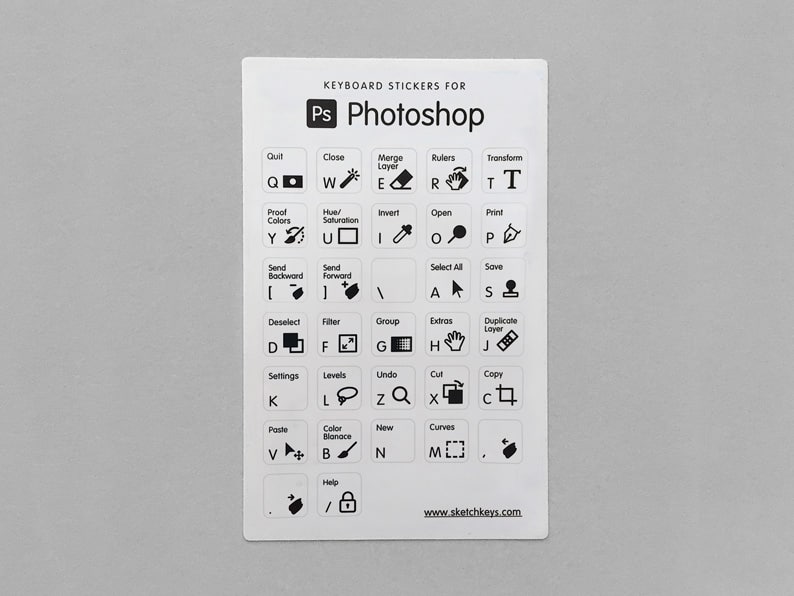 KEYBOARD STICKERS FOR
Ps Photoshop
Quit Close Merge Rulers Transform
Layer
Q W E R T T
Proof Hue/ Invert Open Print
Colors Saturation
Y U I O P
Send Send Select All Save
Backward Forward
[ ] \ A S
Deselect Filter Group Extras Duplicate
Layer
D F G H J
Settings Levels Undo Cut Copy
K L Z X C
Paste Color New Curves
Blanace
V B N M ,
Help
. /
www.sketchkeys.com